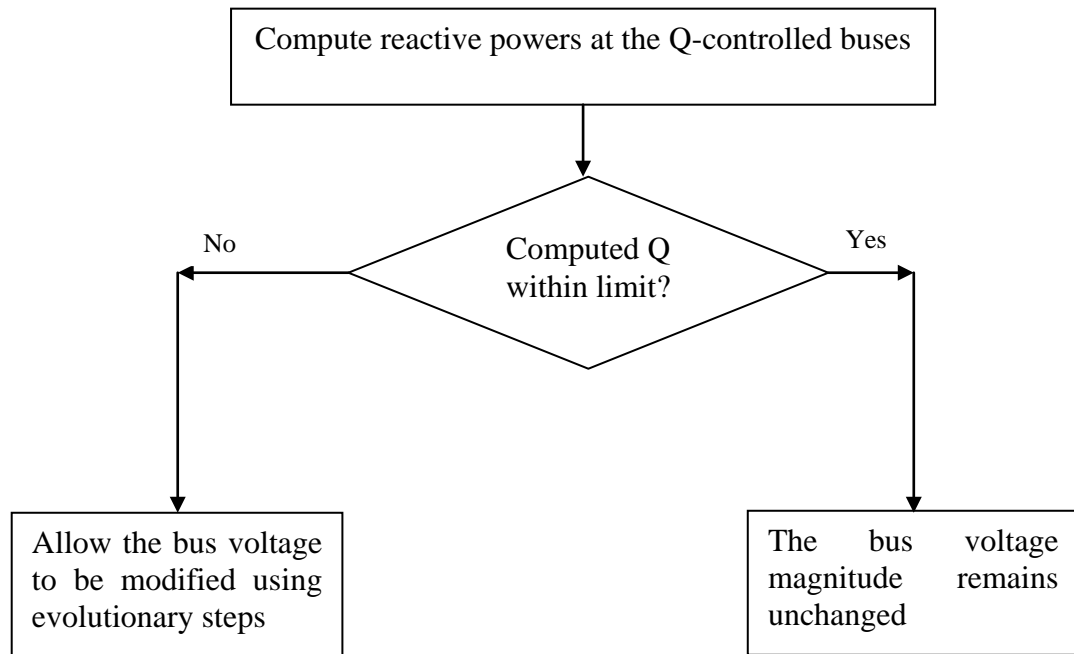 Compute reactive powers at the Q-controlled buses
No
Computed Q
within limit?
Yes
Allow the bus voltage
to be modified using
evolutionary steps
The bus voltage
magnitude remains
unchanged